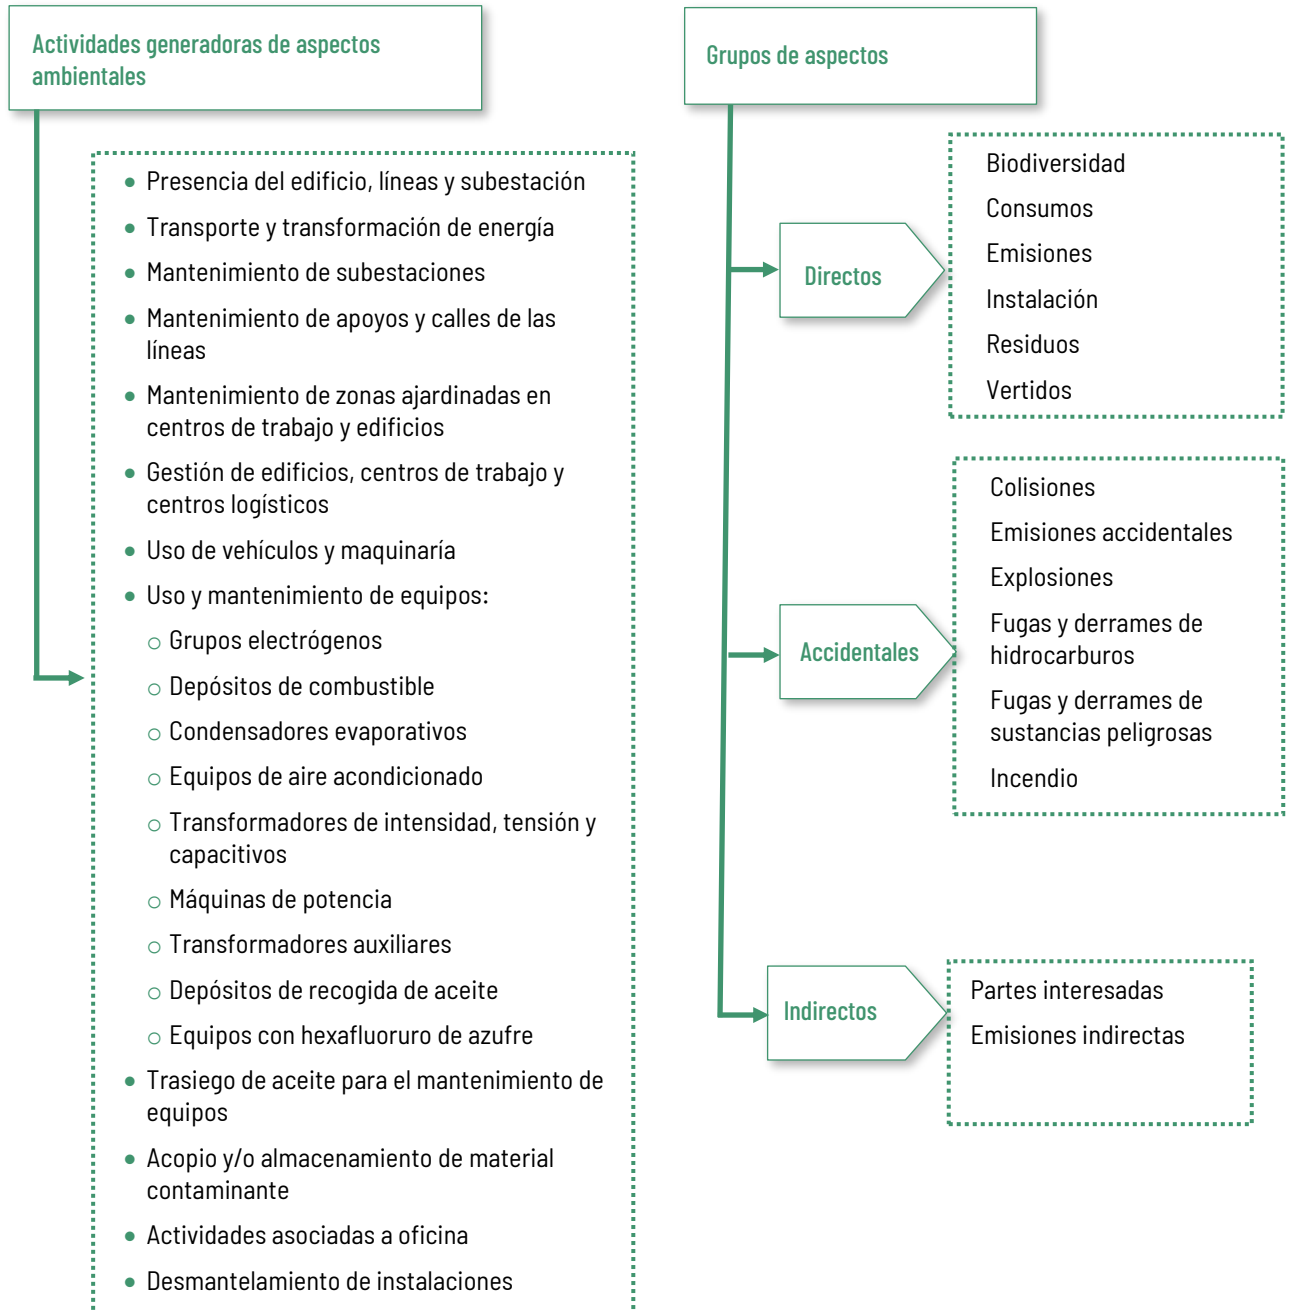 Actividades generadoras de aspectos
ambientales
• Presencia del edificio, líneas y subestación
• Transporte y transformación de energía
• Mantenimiento de subestaciones
• Mantenimiento de apoyos y calles de las
líneas
• Mantenimiento de zonas ajardinadas en
centros de trabajo y edificios
• Gestión de edificios, centros de trabajo y
centros logísticos
• Uso de vehículos y maquinaría
• Uso y mantenimiento de equipos:
○ Grupos electrógenos
○ Depósitos de combustible
○ Condensadores evaporativos
○ Equipos de aire acondicionado
○ Transformadores de intensidad, tensión y
capacitivos
○ Máquinas de potencia
○ Transformadores auxiliares
○ Depósitos de recogida de aceite
○ Equipos con hexafluoruro de azufre
• Trasiego de aceite para el mantenimiento de
equipos
• Acopio y/o almacenamiento de material
contaminante
• Actividades asociadas a oficina
• Desmantelamiento de instalaciones
Grupos de aspectos
Directos
Biodiversidad
Consumos
Emisiones
Instalación
Residuos
Vertidos
Accidentales
Colisiones
Emisiones accidentales
Explosiones
Fugas y derrames de
hidrocarburos
Fugas y derrames de
sustancias peligrosas
Incendio
Indirectos
Partes interesadas
Emisiones indirectas